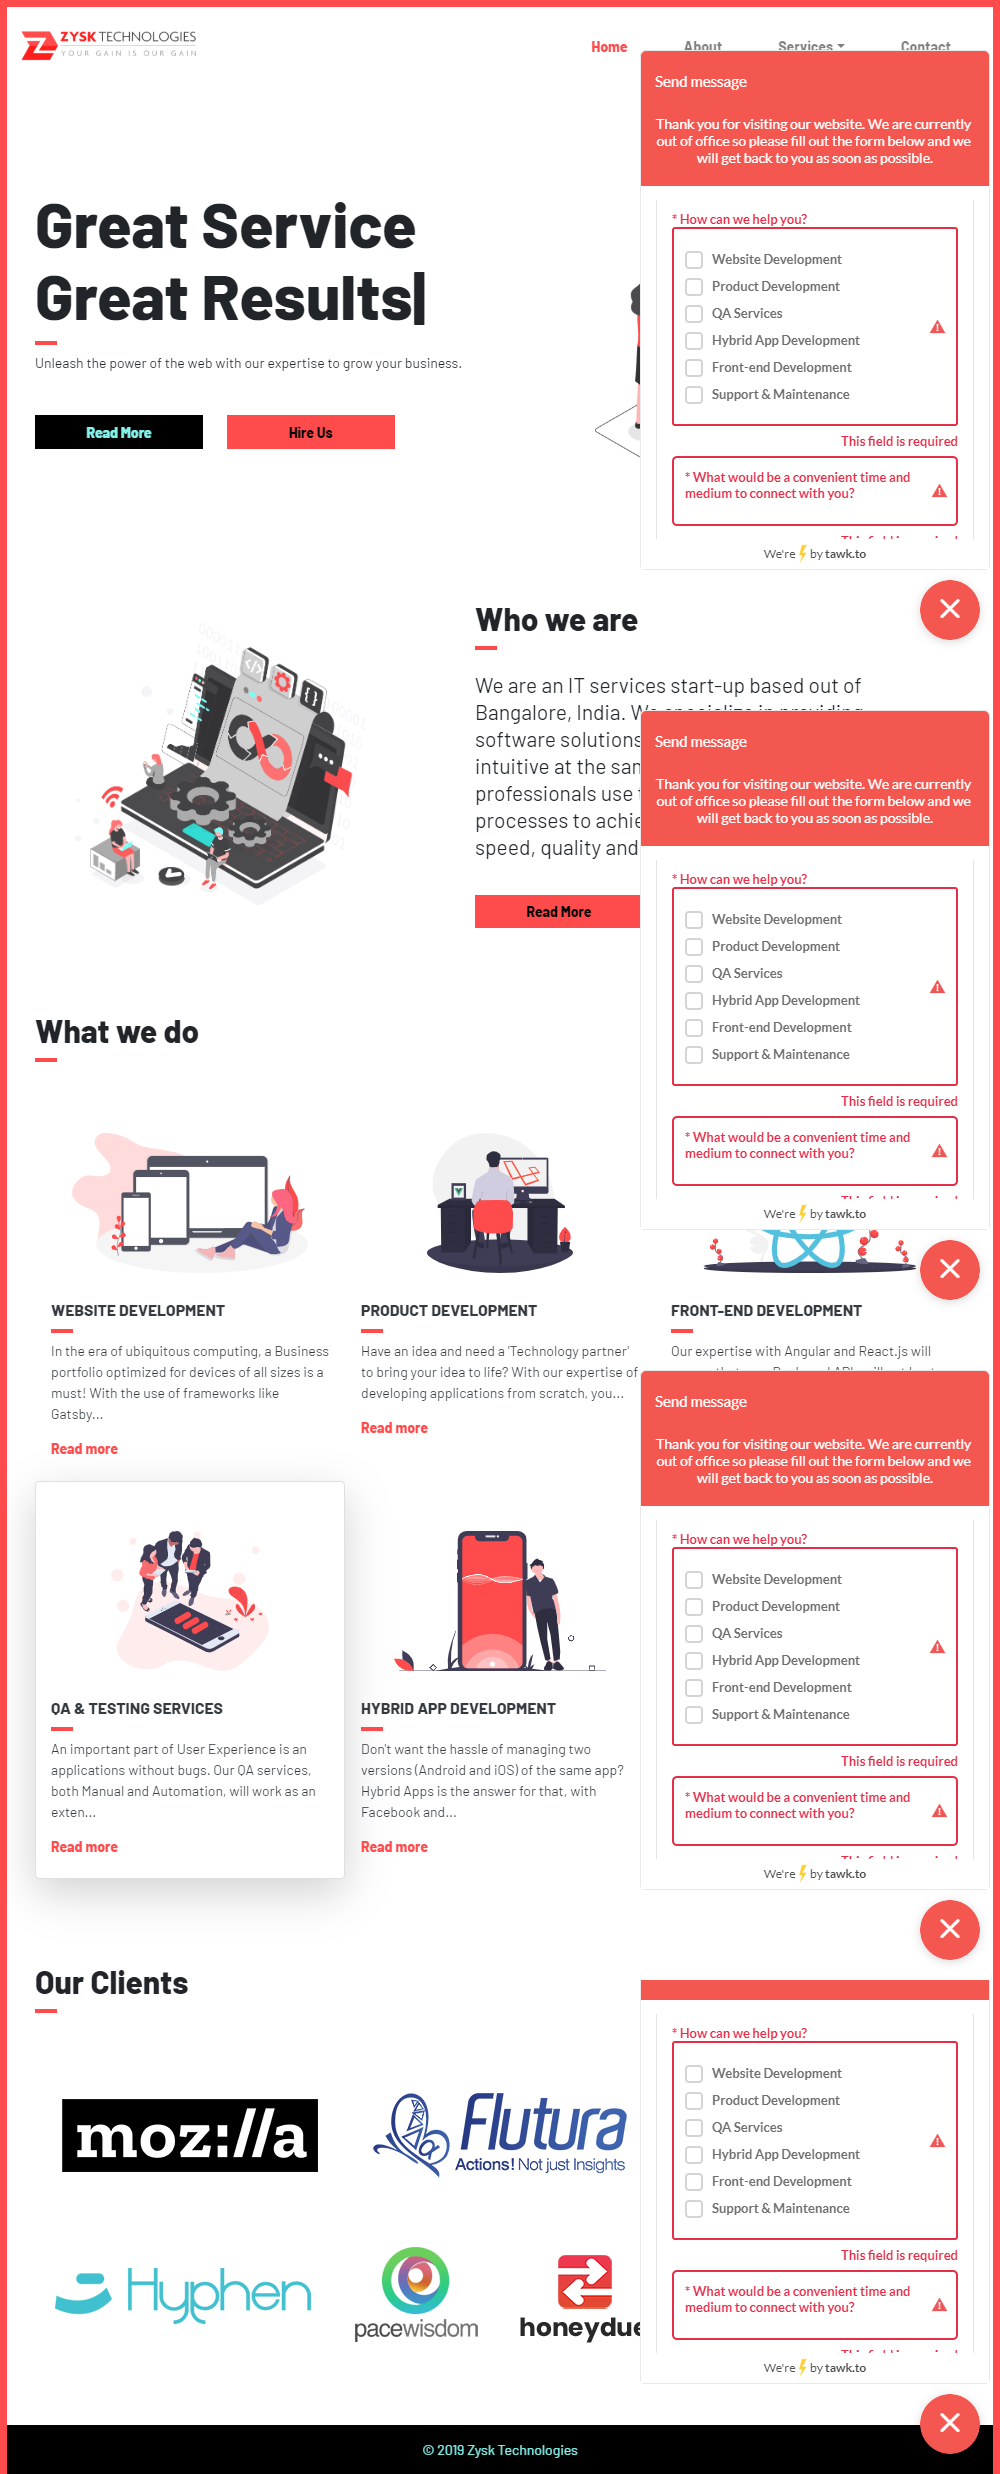 ZYSK TECHNOLOGIES
YOUR GAIN IS OUR GAIN
Home
About
Services
Contact
Great Service
Great Results|
Unleash the power of the web with our expertise to grow your business.
Read More
Hire Us
Send message
Thank you for visiting our website. We are currently
out of office so please fill out the form below and we
will get back to you as soon as possible.
* How can we help you?
Website Development
Product Development
QA Services
Hybrid App Development
Front-end Development
Support & Maintenance
This field is required
* What would be a convenient time and
medium to connect with you?
This field is required
We're by tawk.to
Who we are
We are an IT services start-up based out of
Bangalore, India. We specialize in providing
software solutions
intuitive at the
professionals use
processes to
speed, quality and
Read More
Send message
Thank you for visiting our website. We are currently
out of office so please fill out the form below and we
will get back to you as soon as possible.
* How can we help you?
Website Development
Product Development
QA Services
Hybrid App Development
Front-end Development
Support & Maintenance
This field is required
* What would be a convenient time and
medium to connect with you?
We're by tawk.to
What we do
WEBSITE DEVELOPMENT
In the era of ubiquitous computing, a Business
portfolio optimized for devices of all sizes is a
must! With the use of frameworks like
Gatsby...
Read more
PRODUCT DEVELOPMENT
Have an idea and need a 'Technology partner'
to bring your idea to life? With our expertise of
developing applications from scratch, you...
Read more
FRONT-END DEVELOPMENT
Our expertise with Angular and React.js will
Send message
Thank you for visiting our website. We are currently
out of office so please fill out the form below and we
will get back to you as soon as possible.
* How can we help you?
Website Development
Product Development
QA Services
Hybrid App Development
Front-end Development
Support & Maintenance
This field is required
* What would be a convenient time and
medium to connect with you?
We're by tawk.to
QA & TESTING SERVICES
An important part of User Experience is an
applications without bugs. Our QA services,
both Manual and Automation, will work as an
exten...
Read more
HYBRID APP DEVELOPMENT
Don't want the hassle of managing two
versions (Android and iOS) of the same app?
Hybrid Apps is the answer for that, with
Facebook and...
Read more
Our Clients
moz://a
Flutura
Actions! Not just Insights
Hyphen
pacewisdom
honeydue
* How can we help you?
Website Development
Product Development
QA Services
Hybrid App Development
Front-end Development
Support & Maintenance
This field is required
* What would be a convenient time and
medium to connect with you?
We're by tawk.to
© 2019 Zysk Technologies